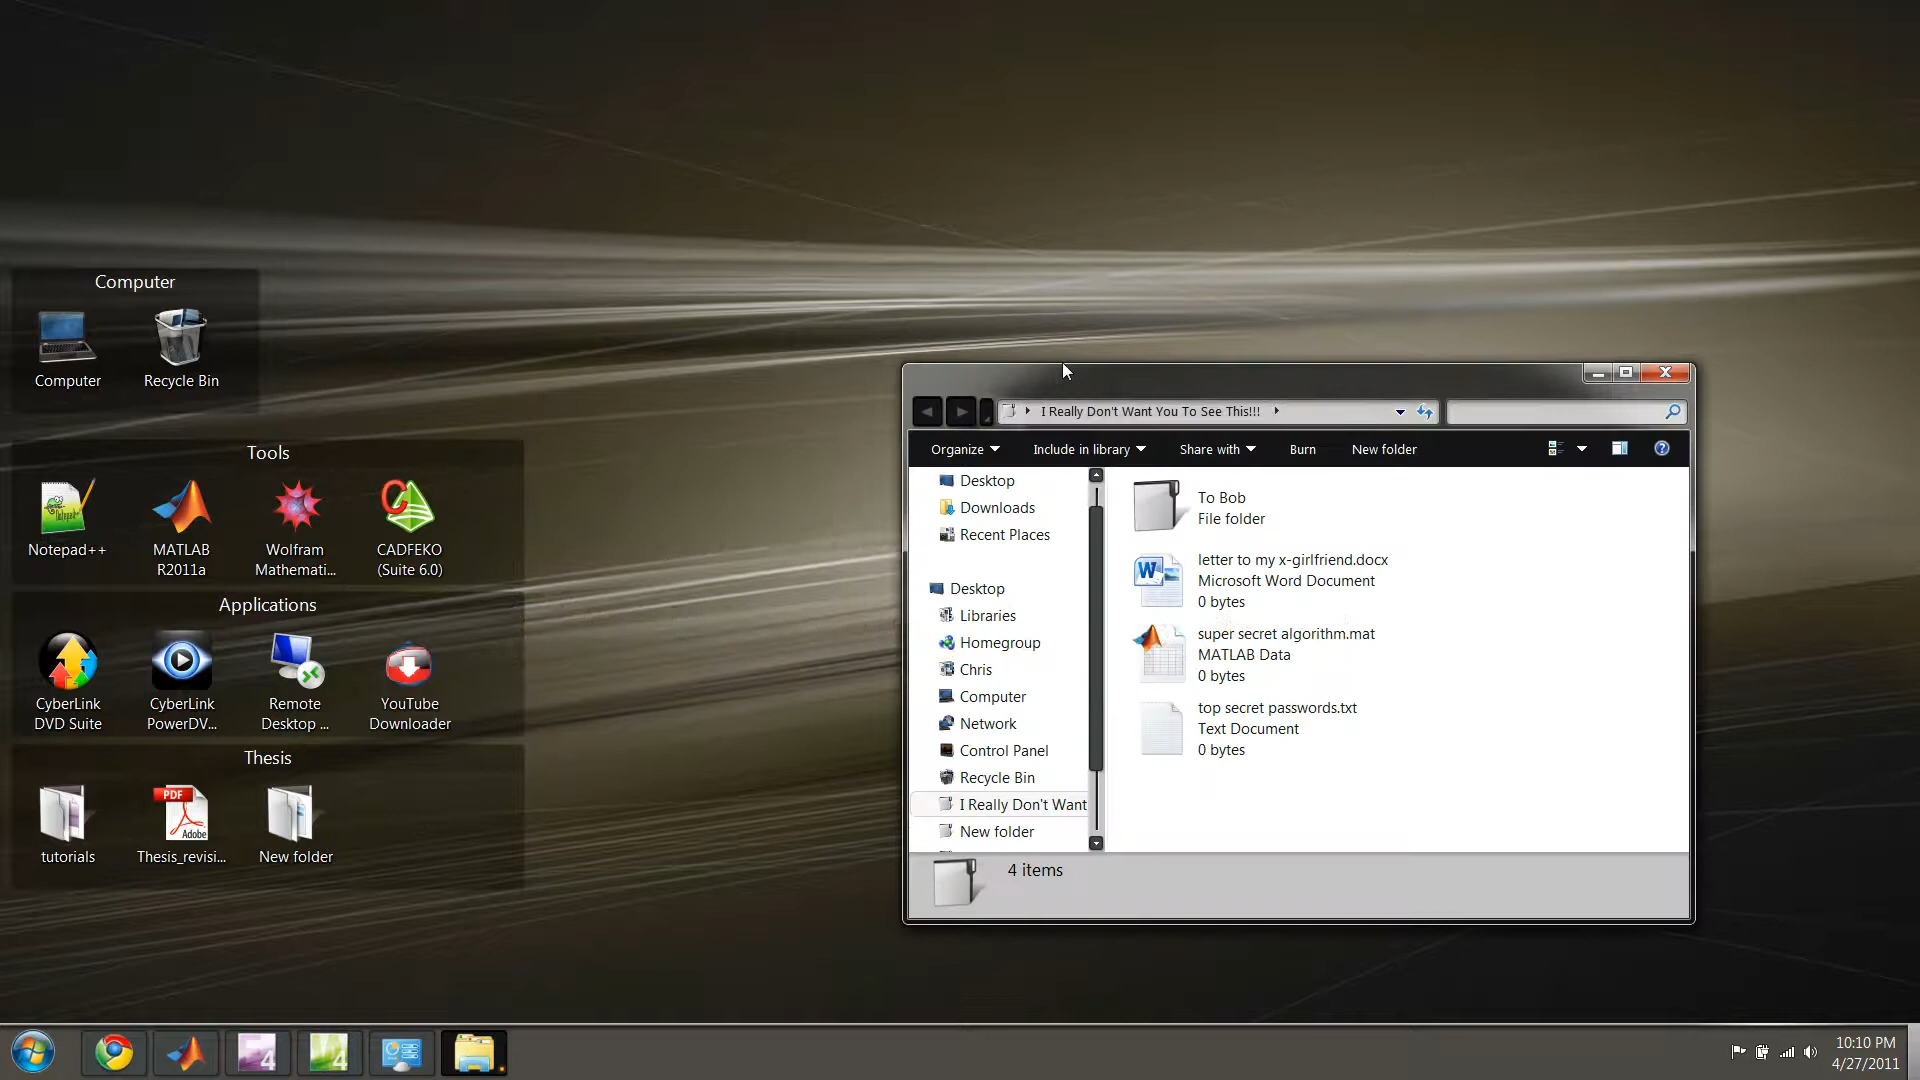 Computer
Computer
Recycle Bin
Tools
Notepad++
MATLAB
R2011a
Wolfram
Mathemati...
CADFEKO
(Suite 6.0)
Applications
CyberLink
DVD Suite
CyberLink
PowerDV...
Remote
Desktop ...
YouTube
Downloader
Thesis
PDF
Adobe
tutorials
Thesis_revisi...
New folder
I Really Don't Want You To See This!!!
Organize
Include in library
Share with
Burn
New folder
Desktop
Downloads
Recent Places
Desktop
Libraries
Homegroup
Chris
Computer
Network
Control Panel
Recycle Bin
I Really Don't Want
New folder
To Bob
File folder
letter to my x-girlfriend.docx
Microsoft Word Document
0 bytes
super secret algorithm.mat
MATLAB Data
0 bytes
top secret passwords.txt
Text Document
0 bytes
4 items
4
4
10:10 PM
4/27/2011